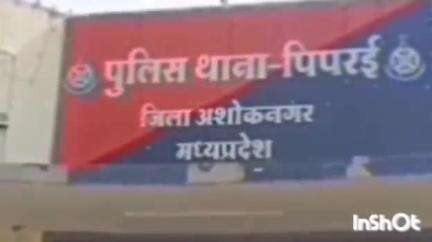 पुलिस थाना-पिपरई
जिला अशोकनगर
मध्यप्रदेश
InShOt